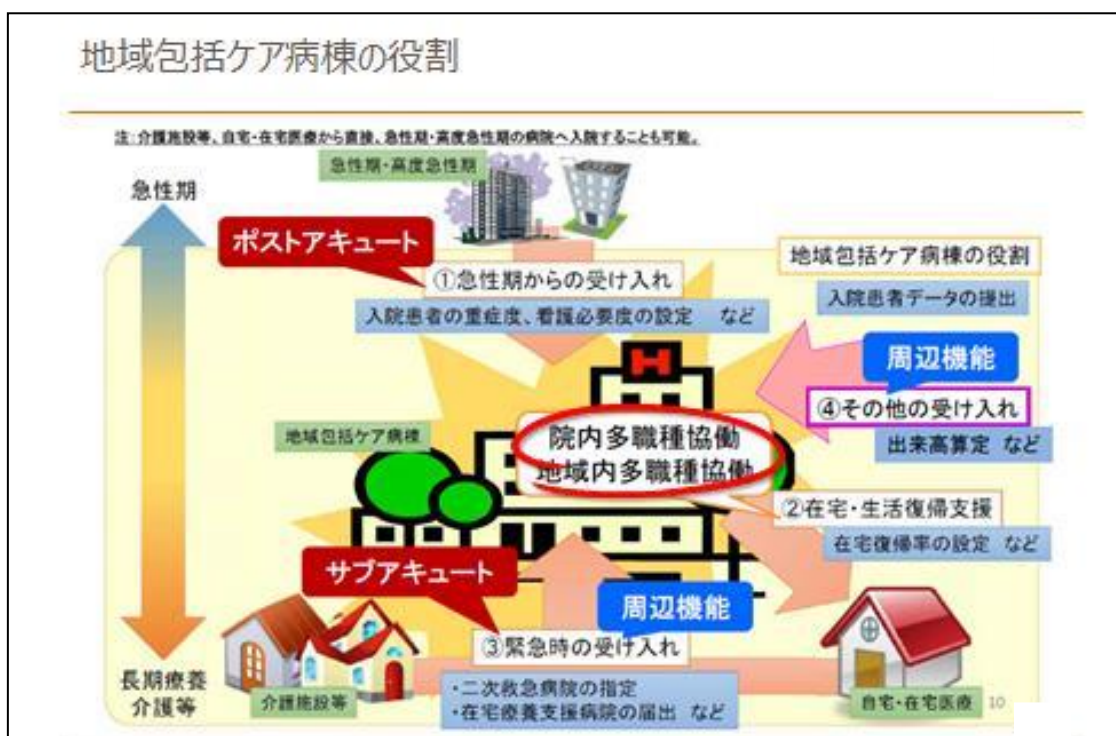 地域包括ケア病棟の役割
注:介護施設等、自宅・在宅医療から直接、急性期・高度急性期の病院へ入院することも可能。
急性期・高度急性期
急性期
ポストアキュート
①急性期からの受け入れ
入院患者の重症度、看護必要度の設定 など
地域包括ケア病棟の役割
入院患者データの提出
周辺機能
④その他の受け入れ
出来高算定 など
地域包括ケア病棟
H
院内多職種協働
地域内多職種協働
②在宅・生活復帰支援
在宅復帰率の設定 など
サブアキュート
周辺機能
③緊急時の受け入れ
・二次救急病院の指定
・在宅療養支援病院の届出 など
長期療養
介護等
介護施設等
自宅・在宅医療
10